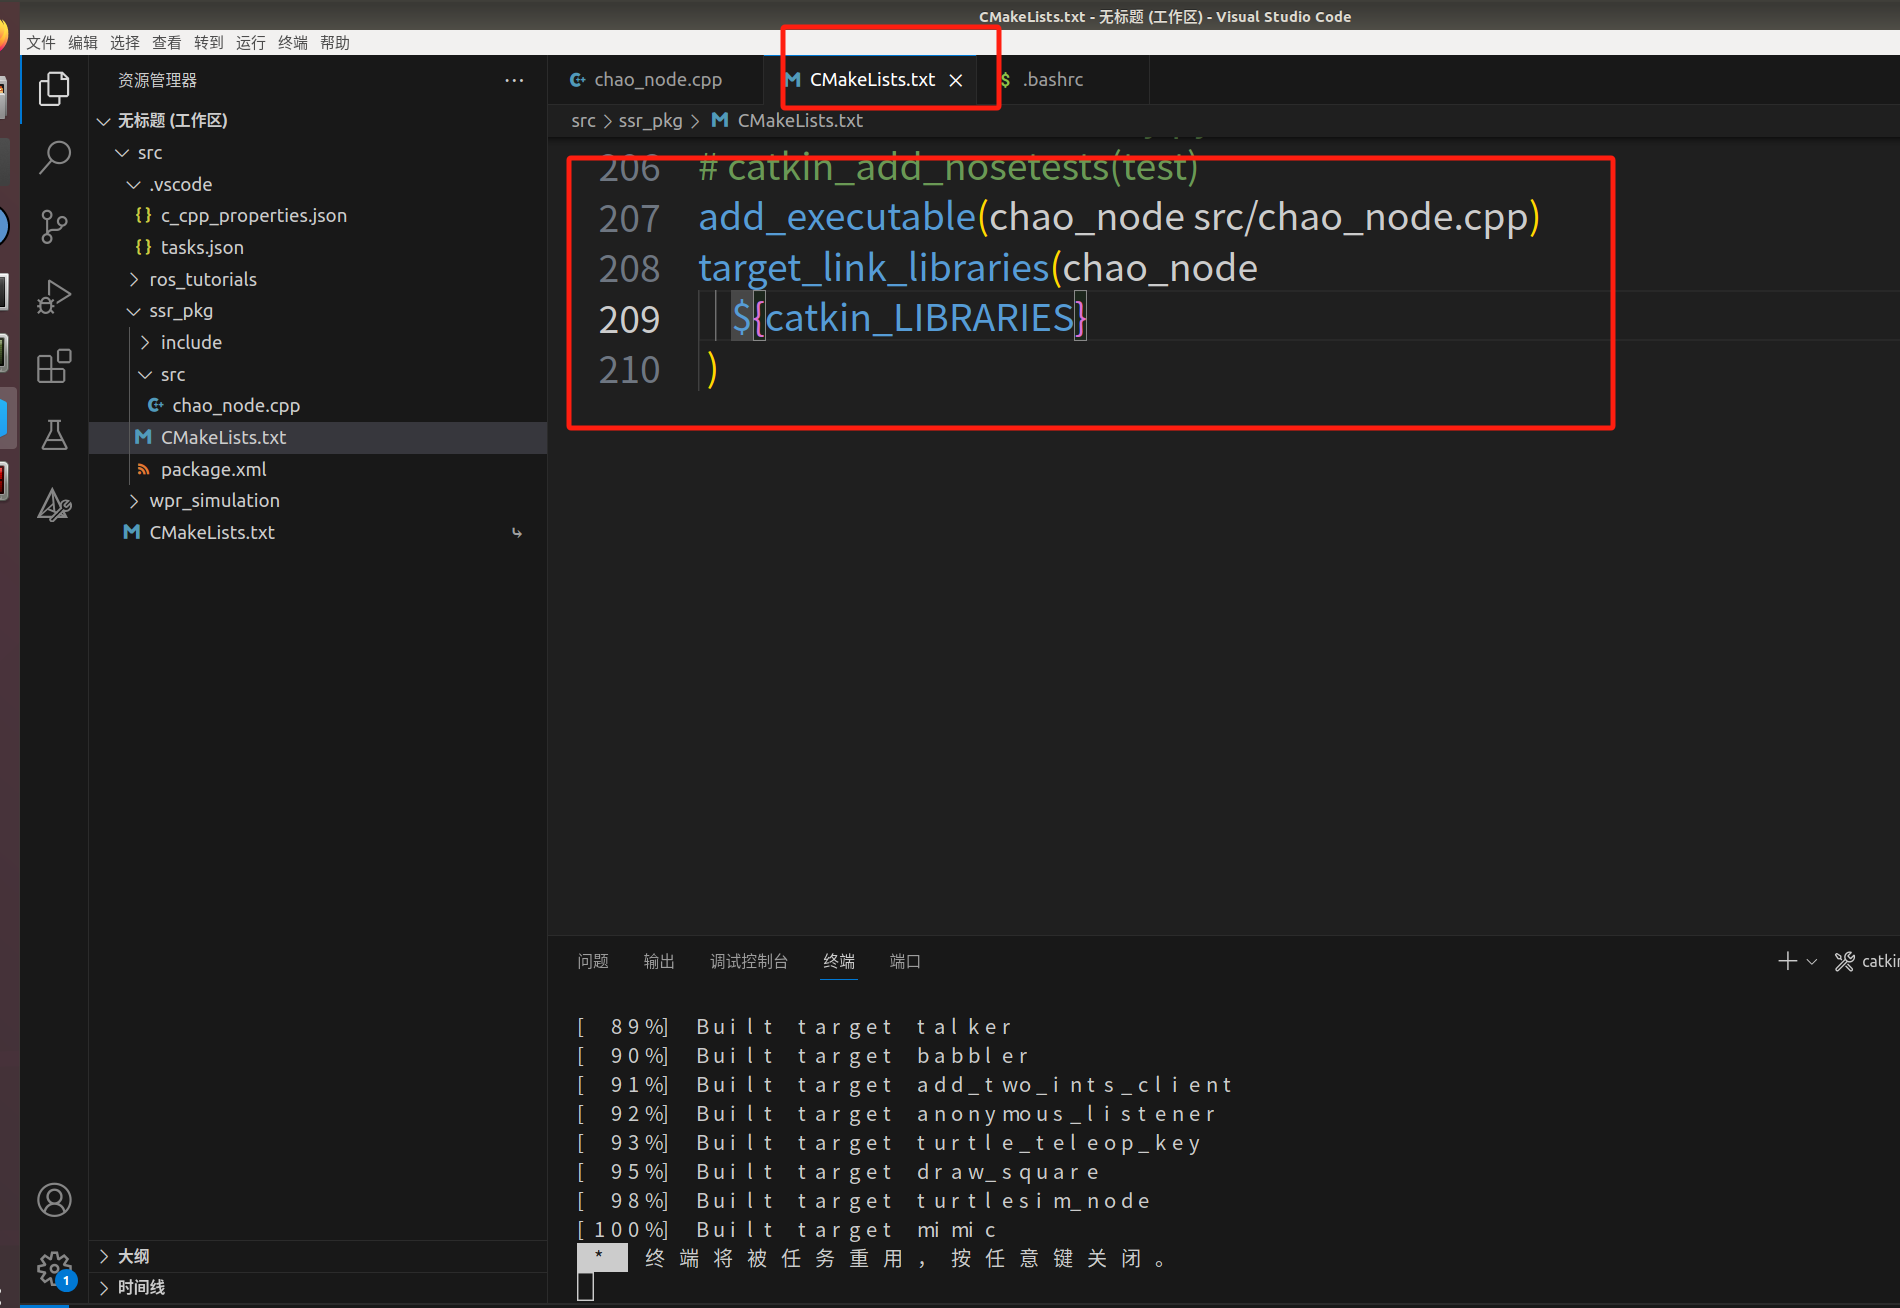 CMakeLists.txt - 无标题 (工作区) - Visual Studio Code
文件 编辑 选择 查看 转到 运行 终端 帮助
资源管理器 ···
无标题 (工作区)
src
.vscode
{} c_cpp_properties.json
{} tasks.json
ros_tutorials
ssr_pkg
include
src
chao_node.cpp
CMakeLists.txt
package.xml
wpr_simulation
CMakeLists.txt
大纲
时间线
1
chao_node.cpp CMakeLists.txt .bashrc
src > ssr_pkg > CMakeLists.txt
206 # catkin_add_nosetests(test)
207 add_executable(chao_node src/chao_node.cpp)
208 target_link_libraries(chao_node
209 ${catkin_LIBRARIES}
210 )
问题 输出 调试控制台 终端 端口
[ 89%] Built target talker
[ 90%] Built target babbler
[ 91%] Built target add_two_ints_client
[ 92%] Built target anonymous_listener
[ 93%] Built target turtle_teleop_key
[ 95%] Built target draw_square
[ 98%] Built target turtlesim_node
[100%] Built target mimic
* 终端将被任务重用，按任意键关闭。